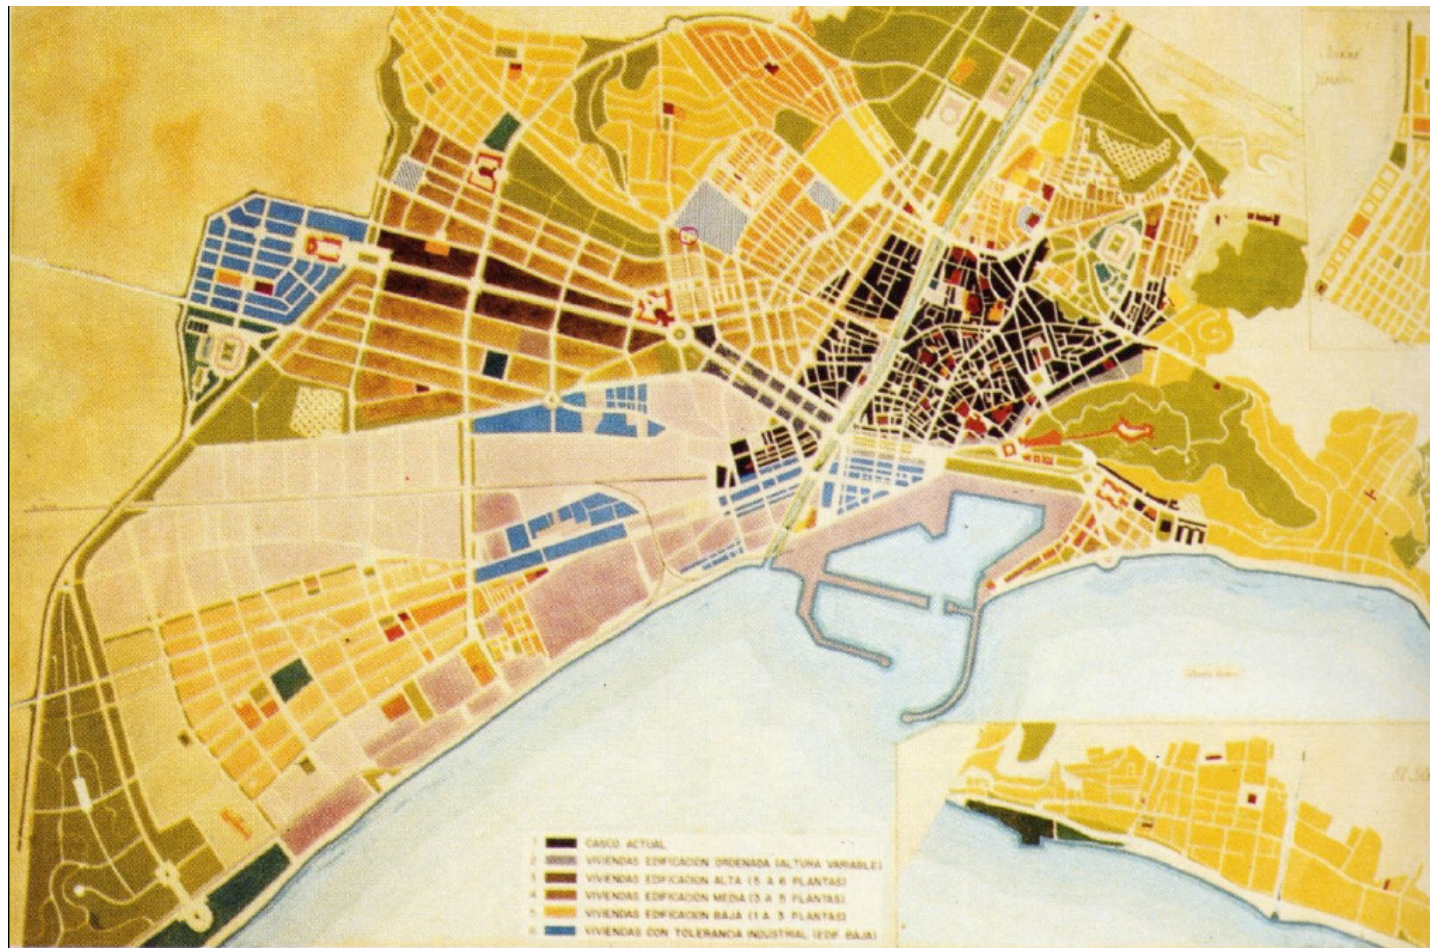 1 CASCO ACTUAL
2 VIVIENDAS EDIFICACION ORDENADA (ALTURA VARIABLE)
3 VIVIENDAS EDIFICACION ALTA (5 A 6 PLANTAS)
4 VIVIENDAS EDIFICACION MEDIA (3 A 5 PLANTAS)
5 VIVIENDAS EDIFICACION BAJA (1 A 3 PLANTAS)
6 VIVIENDAS CON TOLERANCIA INDUSTRIAL (EDIF BAJA)